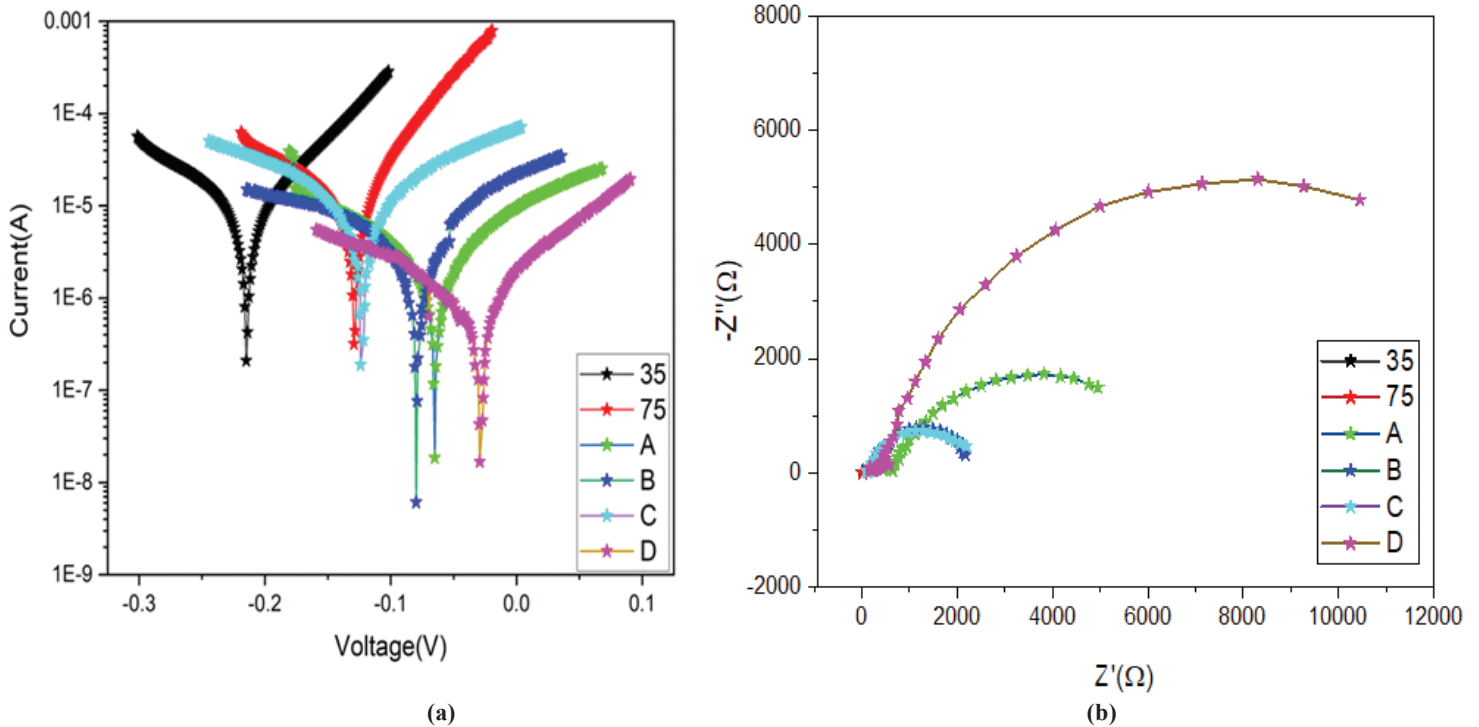 0.001
1E-4
1E-5
1E-6
1E-7
1E-8
1E-9
Current(A)
-0.3 -0.2 -0.1 0.0 0.1
Voltage(V)
35
75
A
B
C
D
(a)
8000
6000
4000
2000
0
-2000
-Z''(Ω)
0 2000 4000 6000 8000 10000 12000
Z'(Ω)
35
75
A
B
C
D
(b)